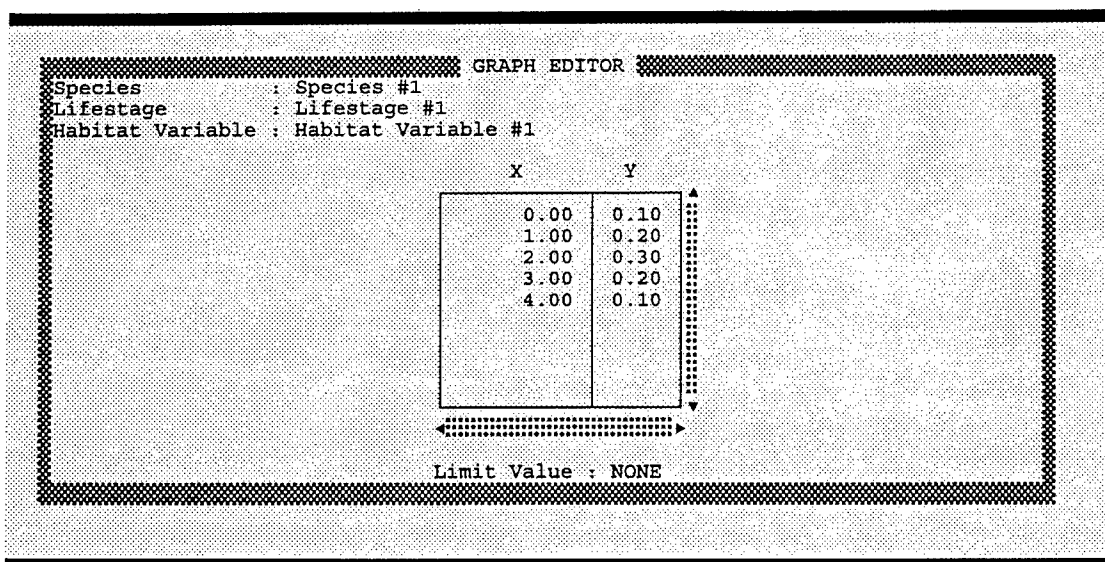 GRAPH EDITOR
Species : Species #1
Lifestage : Lifestage #1
Habitat Variable : Habitat Variable #1
X Y
0.00 0.10
1.00 0.20
2.00 0.30
3.00 0.20
4.00 0.10
Limit Value : NONE